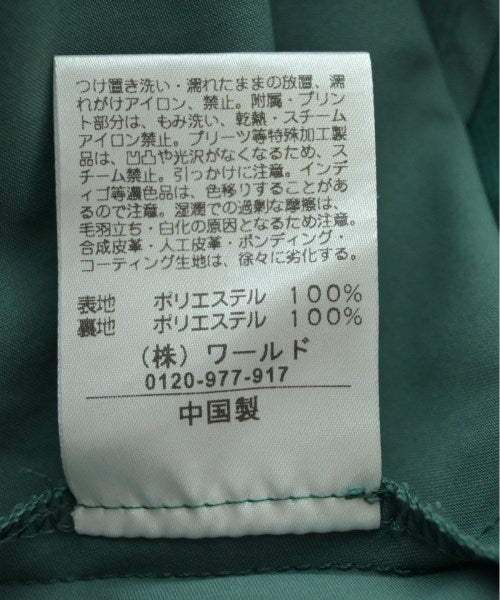 つけ置き洗い・濡れたままの放置、濡
れがけアイロン、禁止。附属・プリン
ト部分は、もみ洗い、乾熱・スチーム
アイロン禁止。プリーツ等特殊加工製
品は、凹凸や光沢がなくなるため、ス
チーム禁止。引っかけに注意。インディ
ゴ等濃色品は、色移りすることがあ
るので注意。湿潤での過剰な摩擦は、
毛羽立ち・白化の原因となるため注意。
合成皮革・人工皮革・ボンディング・
コーティング生地は、徐々に劣化する。
表地 ポリエステル 100%
裏地 ポリエステル 100%
(株) ワールド
0120-977-917
中国製